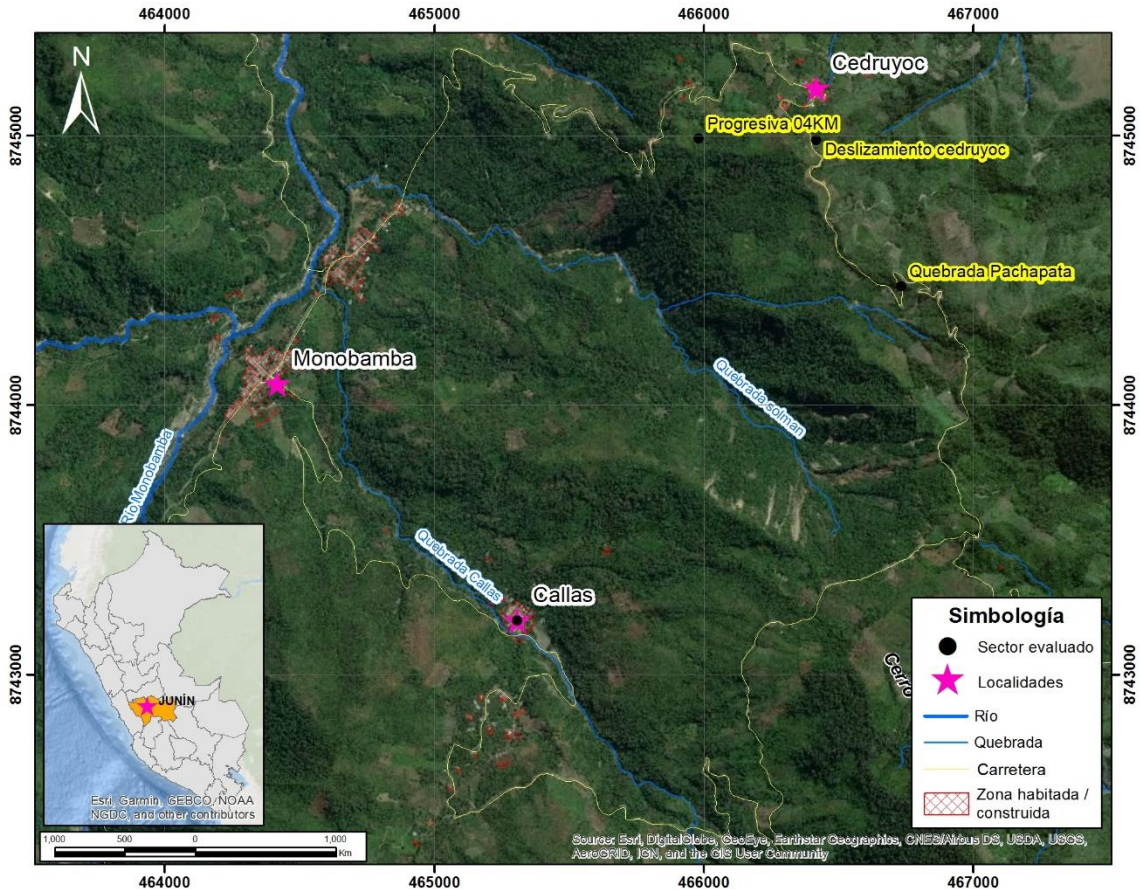 464000
465000
466000
467000
N
Cedruyoc
Progresiva 04KM
8745000
8745000
Deslizamiento cedruyoc
Quebrada Pachapata
Monobamba
8744000
8744000
Quebrada solman
Río Monobamba
Quebrada Callas
Callas
8743000
8743000
Cerro
JUNÍN
Esri, Garmin, GEBCO, NOAA
NGDC, and other contributors
Simbología
Sector evaluado
Localidades
Río
Quebrada
Carretera
Zona habitada /
construida
1,000 500 0 1,000
Km
Source: Esri, DigitalGlobe, GeoEye, Earthstar Geographics, CNES/Airbus DS, USDA, USGS,
AeroGRID, IGN, and the GIS User Community
464000
465000
466000
467000